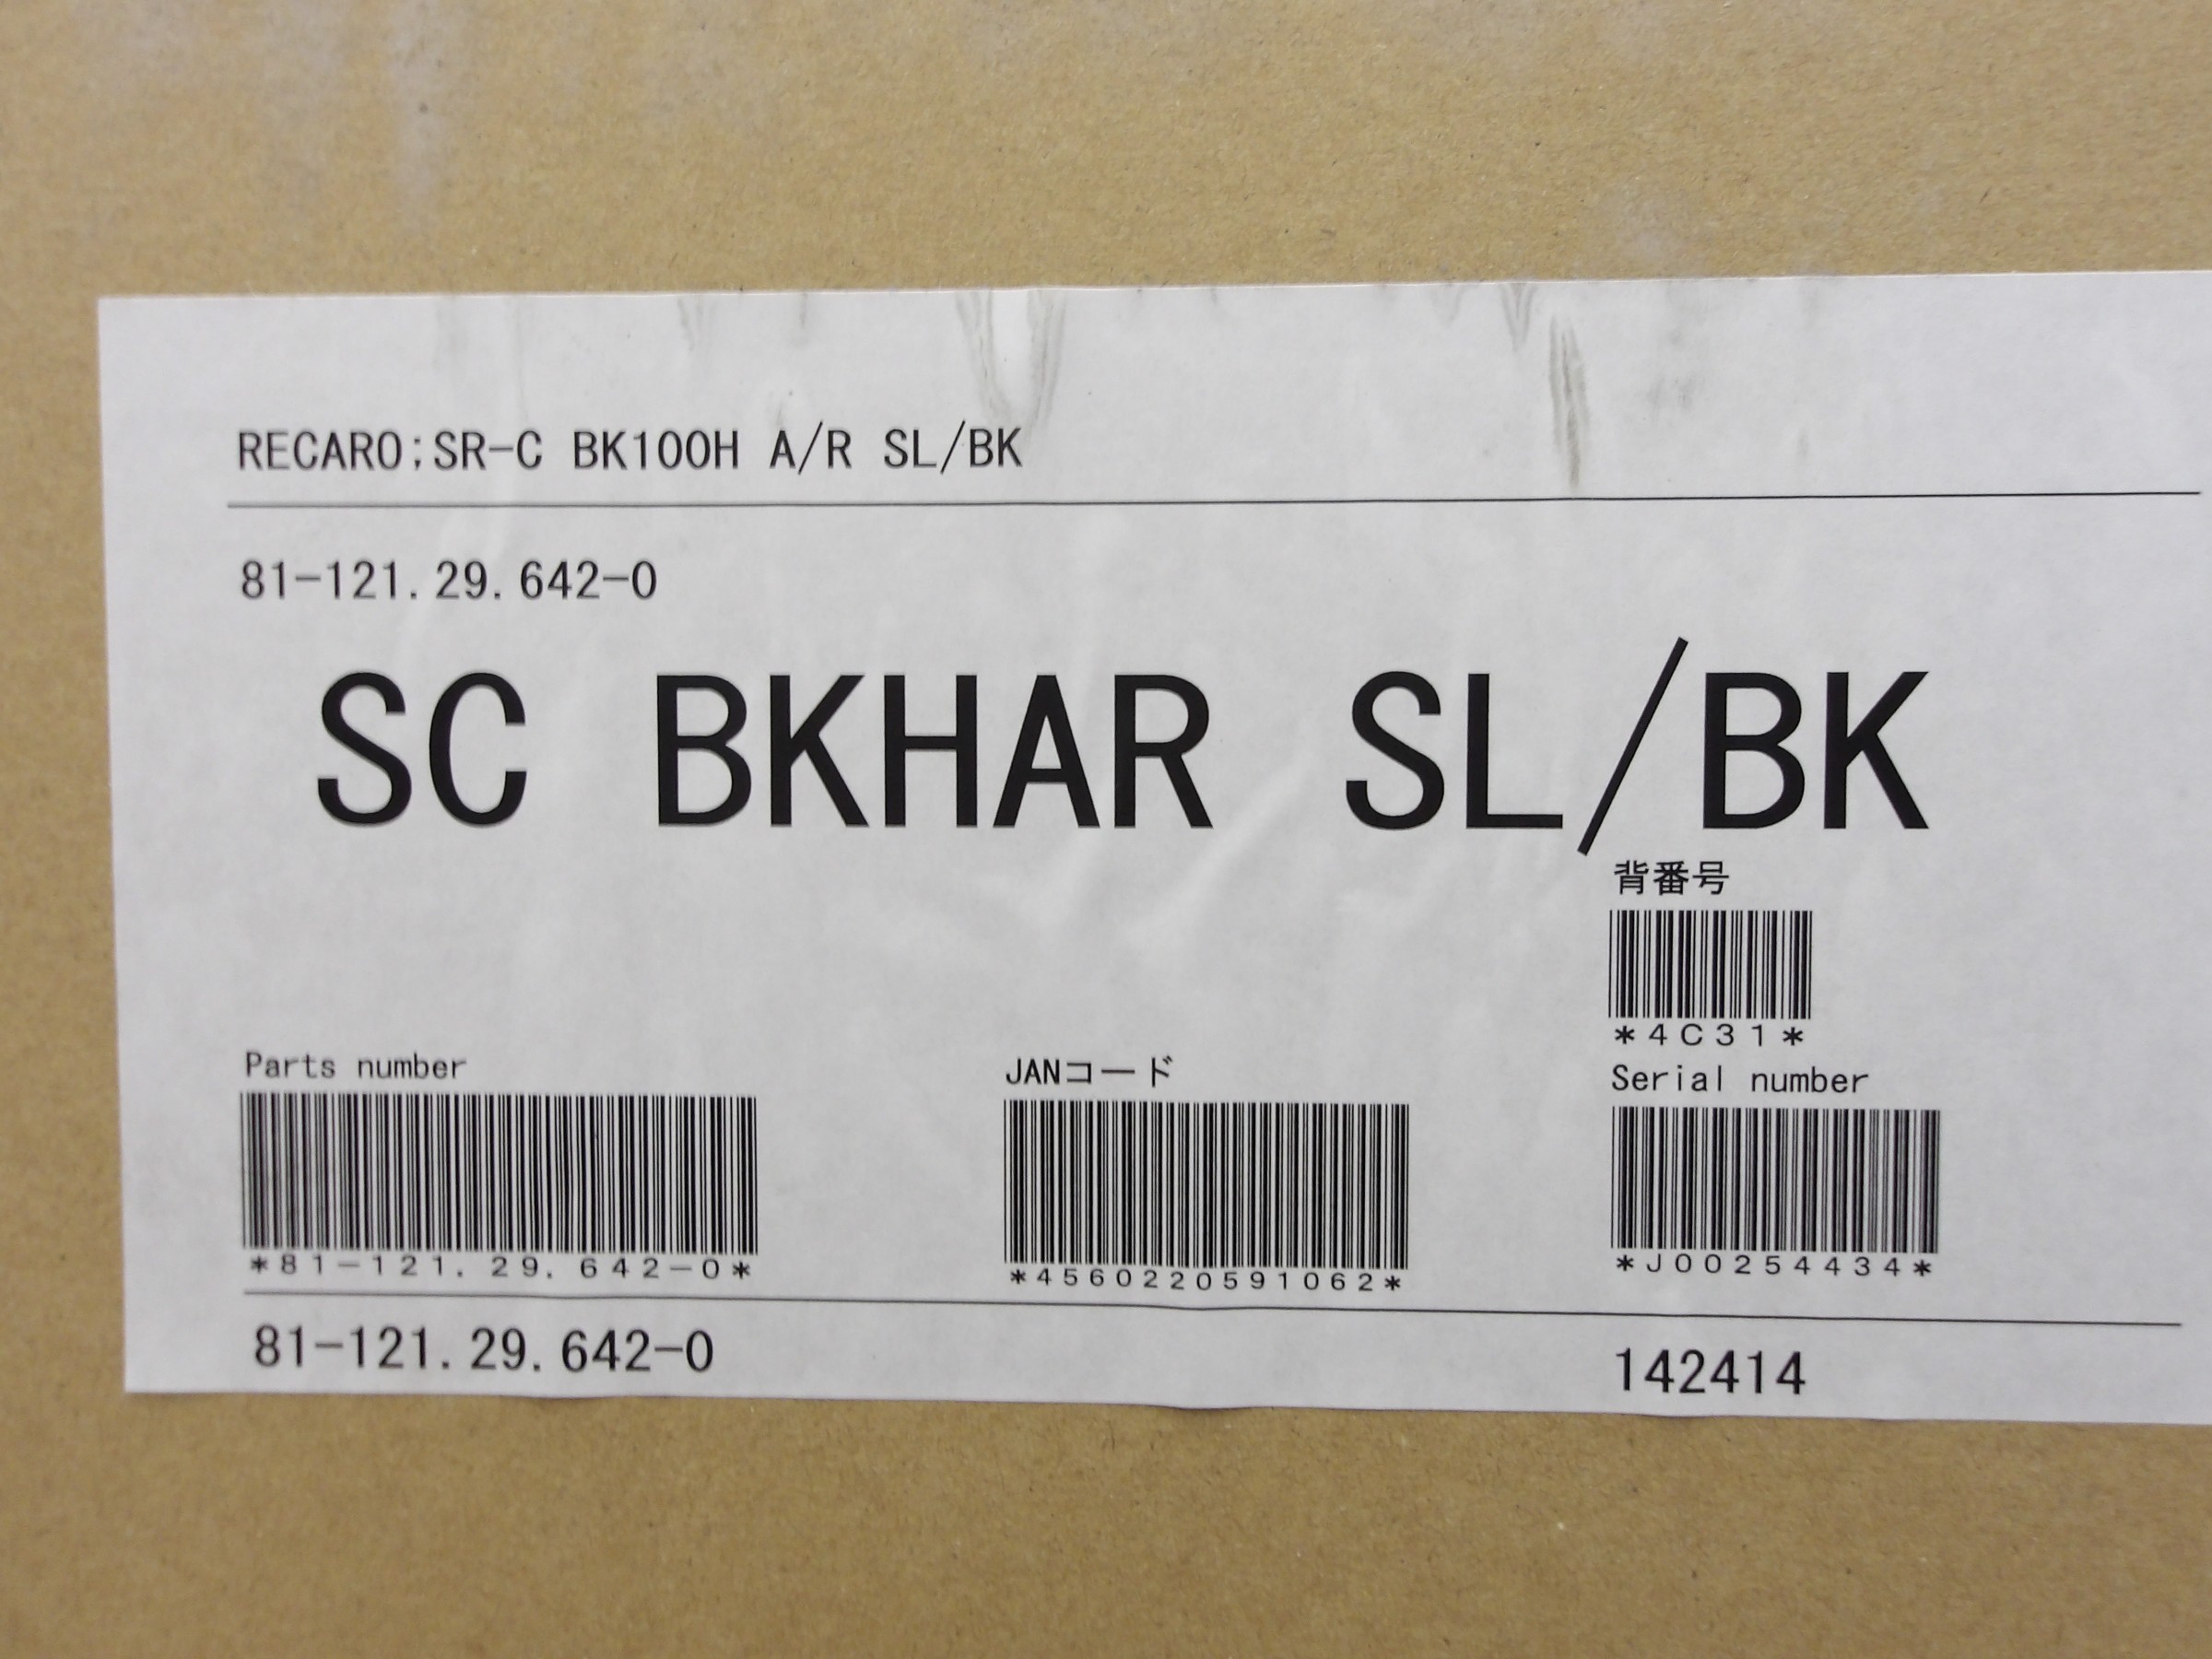 RECARO;SR-C BK100H A/R SL/BK
81-121.29.642-0
SC BKHAR SL/BK
背番号
*4C31*
Parts number
*81-121.29.642-0*
JANコード
*4560220591062*
Serial number
*J00254434*
81-121.29.642-0
142414